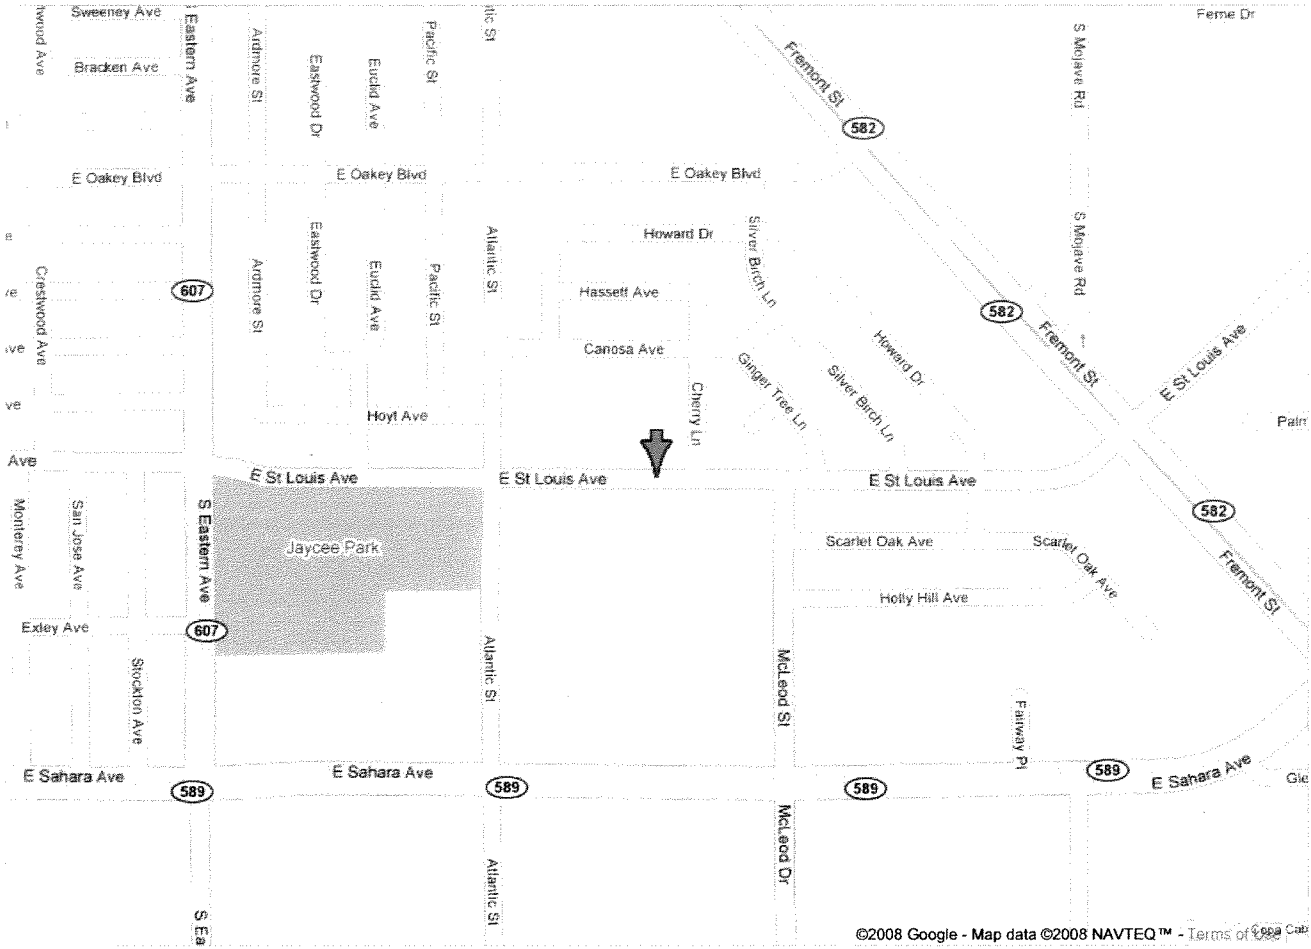 Sweeney Ave
Ferne Dr
S Mojave Rd
Bracken Ave
Ardmore St
Eastwood Dr
Euclid Ave
Pacific St
Fremont St
582
E Oakey Blvd
E Oakey Blvd
E Oakey Blvd
Howard Dr
Silver Birch Ln
S Mojave Rd
Eastwood Dr
Atlantic St
607
Crestwood Ave
Ardmore St
Euclid Ave
Pacific St
Hassett Ave
582
Fremont St
Canosa Ave
Howard Dr
E St Louis Ave
Ginger Tree Ln
Silver Birch Ln
Cherry Ln
Hoyt Ave
Ave
E St Louis Ave
E St Louis Ave
E St Louis Ave
Monterey Ave
San Jose Ave
S Eastern Ave
582
Fremont St
Jaycee Park
Scarlet Oak Ave
Scarlet Oak Ave
Holly Hill Ave
Exley Ave
607
Stockton Ave
Atlantic St
McLeod St
Fairway Pl
E Sahara Ave
E Sahara Ave
E Sahara Ave
589
589
589
589
McLeod Dr
Atlantic St
S Ea
©2008 Google - Map data ©2008 NAVTEQ™ - Terms of Use